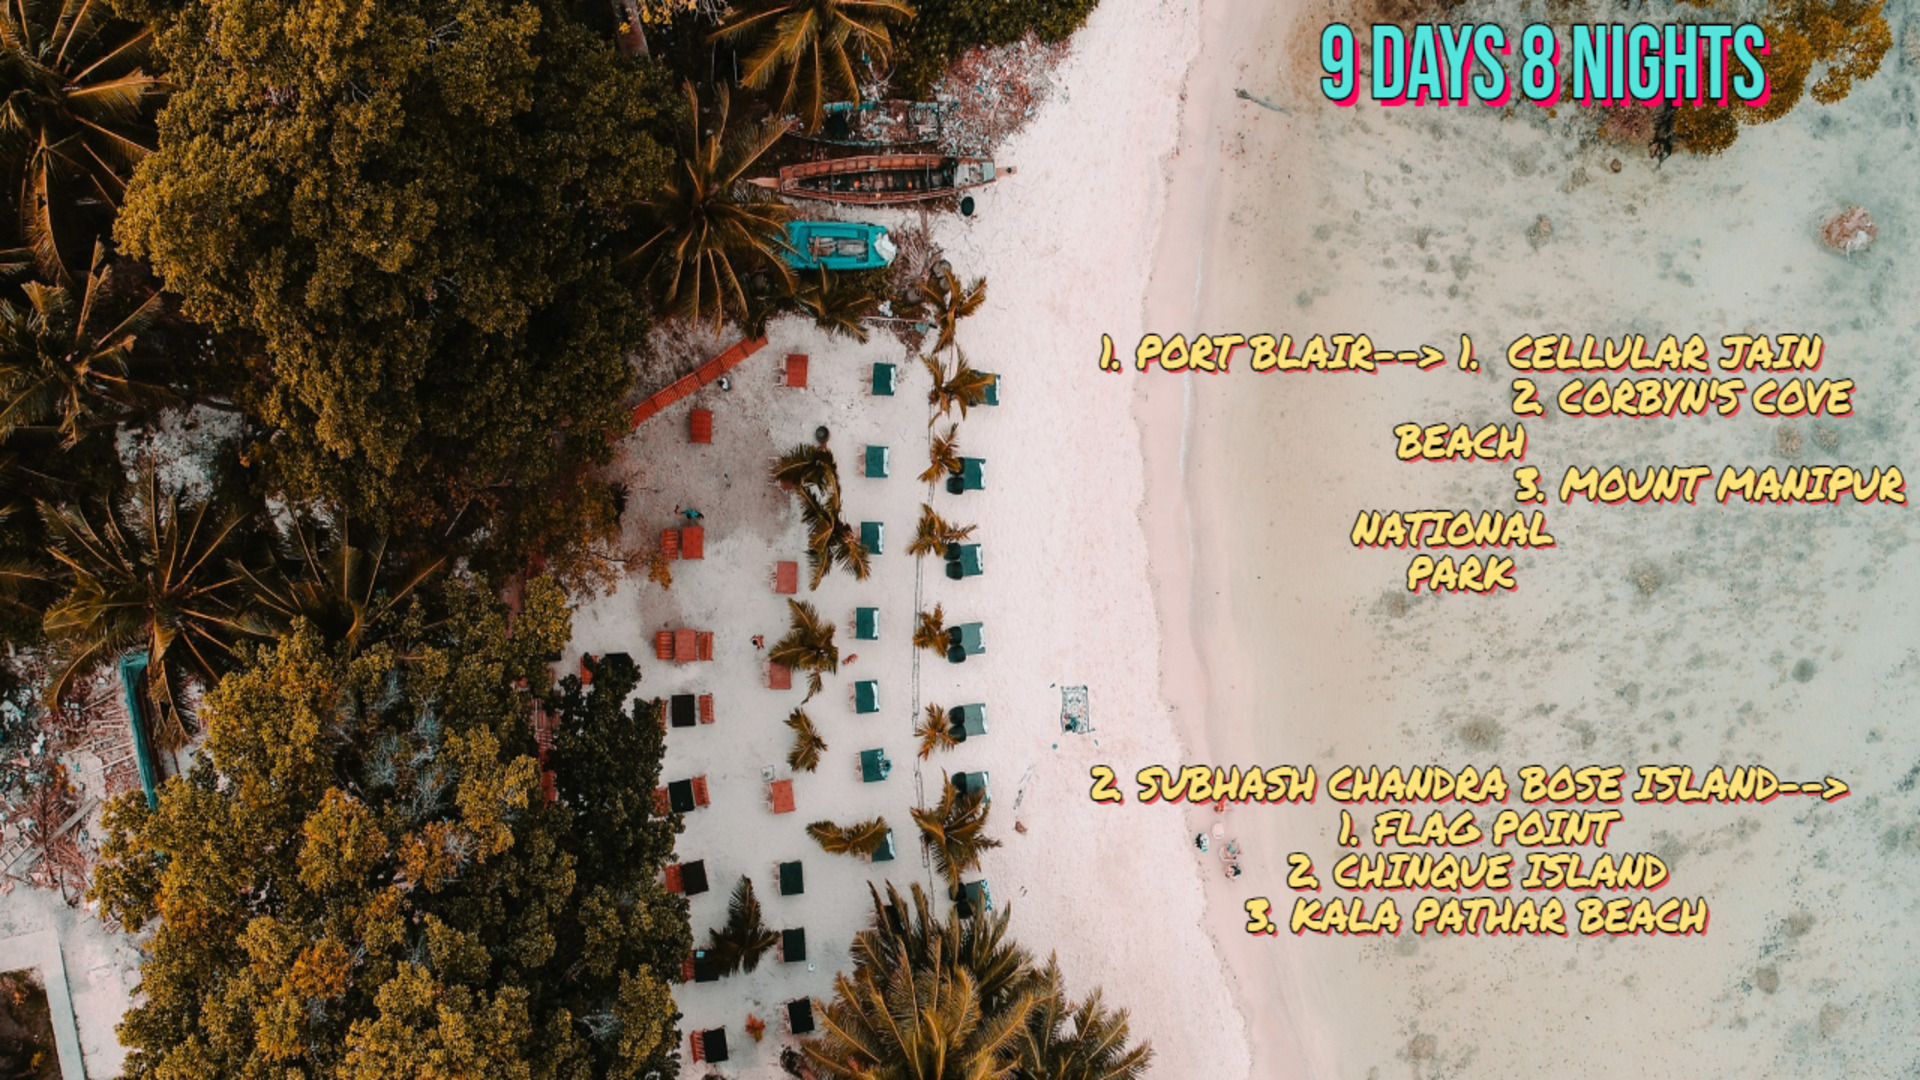 9 DAYS 8 NIGHTS
1. PORT BLAIR--> 1. CELLULAR JAIN
2. CORBYN'S COVE
BEACH
3. MOUNT MANIPUR
NATIONAL
PARK
2. SUBHASH CHANDRA BOSE ISLAND-->
1. FLAG POINT
2. CHINQUE ISLAND
3. KALA PATHAR BEACH